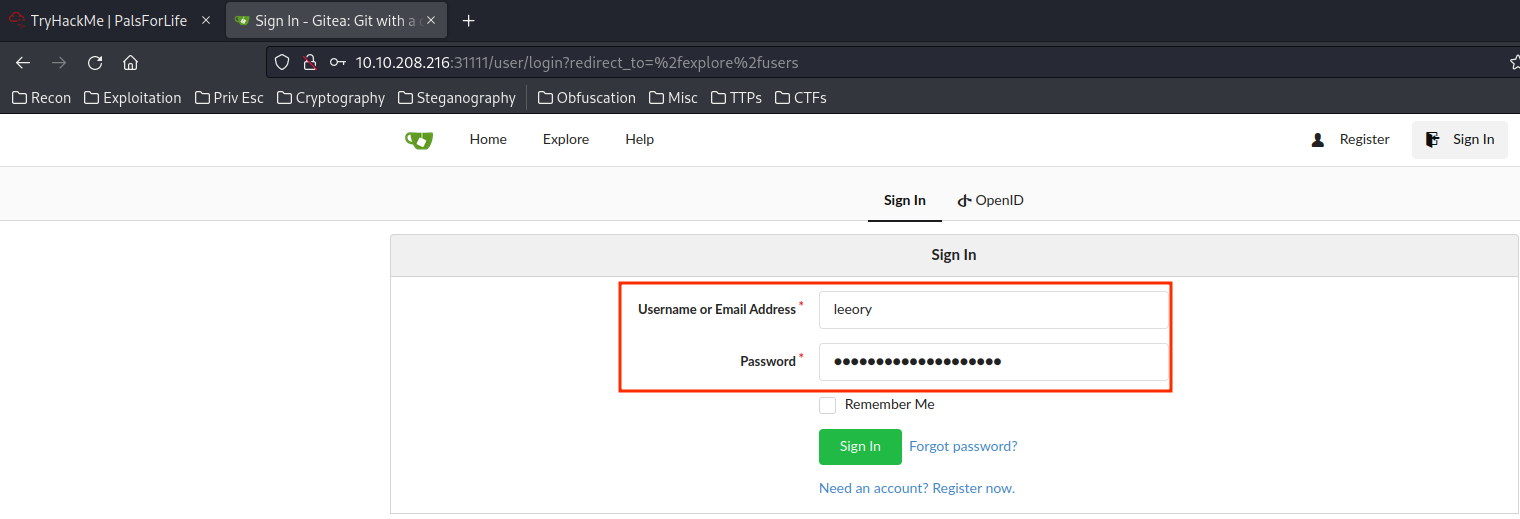 TryHackMe | PalsForLife × Sign In - Gitea: Git with a × +
10.10.208.216:31111/user/login?redirect_to=%2fexplore%2fusers
Recon Exploitation Priv Esc Cryptography Steganography Obfuscation Misc TTPs CTFs
Home Explore Help Register Sign In
Sign In OpenID
Sign In
Username or Email Address * leeory
Password * ●●●●●●●●●●●●●●●●●●●●
Remember Me
Sign In Forgot password?
Need an account? Register now.